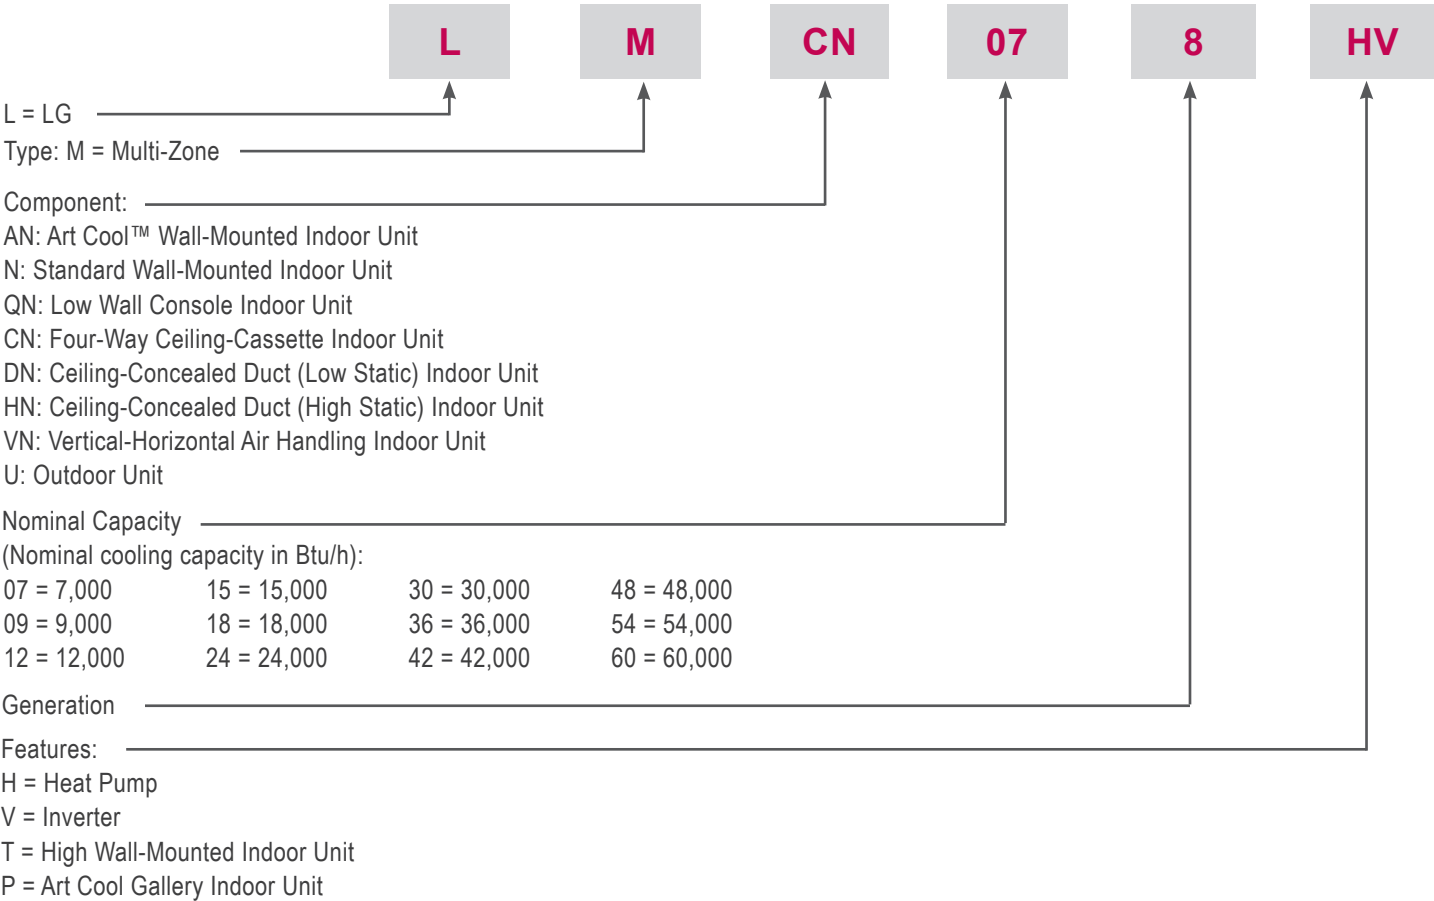 L M CN 07 8 HV
L = LG
Type: M = Multi-Zone
Component:
AN: Art Cool™ Wall-Mounted Indoor Unit
N: Standard Wall-Mounted Indoor Unit
QN: Low Wall Console Indoor Unit
CN: Four-Way Ceiling-Cassette Indoor Unit
DN: Ceiling-Concealed Duct (Low Static) Indoor Unit
HN: Ceiling-Concealed Duct (High Static) Indoor Unit
VN: Vertical-Horizontal Air Handling Indoor Unit
U: Outdoor Unit
Nominal Capacity
(Nominal cooling capacity in Btu/h):
07 = 7,000 15 = 15,000 30 = 30,000 48 = 48,000
09 = 9,000 18 = 18,000 36 = 36,000 54 = 54,000
12 = 12,000 24 = 24,000 42 = 42,000 60 = 60,000
Generation
Features:
H = Heat Pump
V = Inverter
T = High Wall-Mounted Indoor Unit
P = Art Cool Gallery Indoor Unit